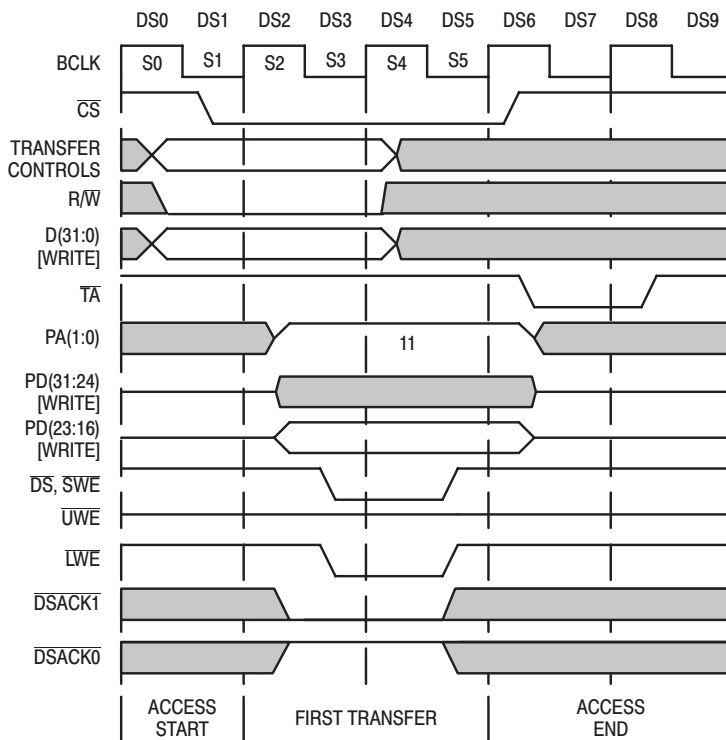 DS0 DS1 DS2 DS3 DS4 DS5 DS6 DS7 DS8 DS9
BCLK S0 S1 S2 S3 S4 S5
CS
TRANSFER
CONTROLS
R/W
D(31:0)
[WRITE]
TA
PA(1:0) 11
PD(31:24)
[WRITE]
PD(23:16)
[WRITE]
DS, SWE
UWE
LWE
DSACK1
DSACK0
ACCESS
START
FIRST TRANSFER
ACCESS
END